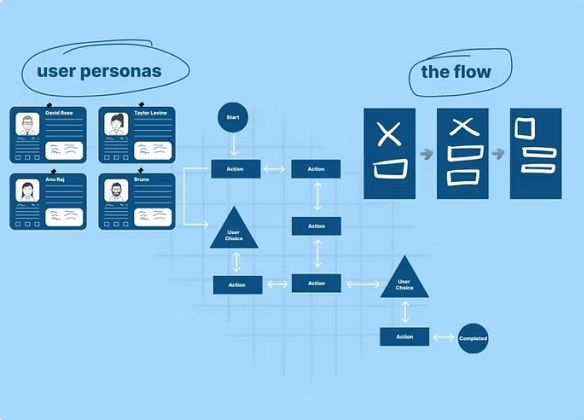 user personas
the flow
David Rose
Taylor Levine
Anu Raj
Bruno
Start
Action
Action
User
Choice
Action
Action
Action
User
Choice
Action
Completed